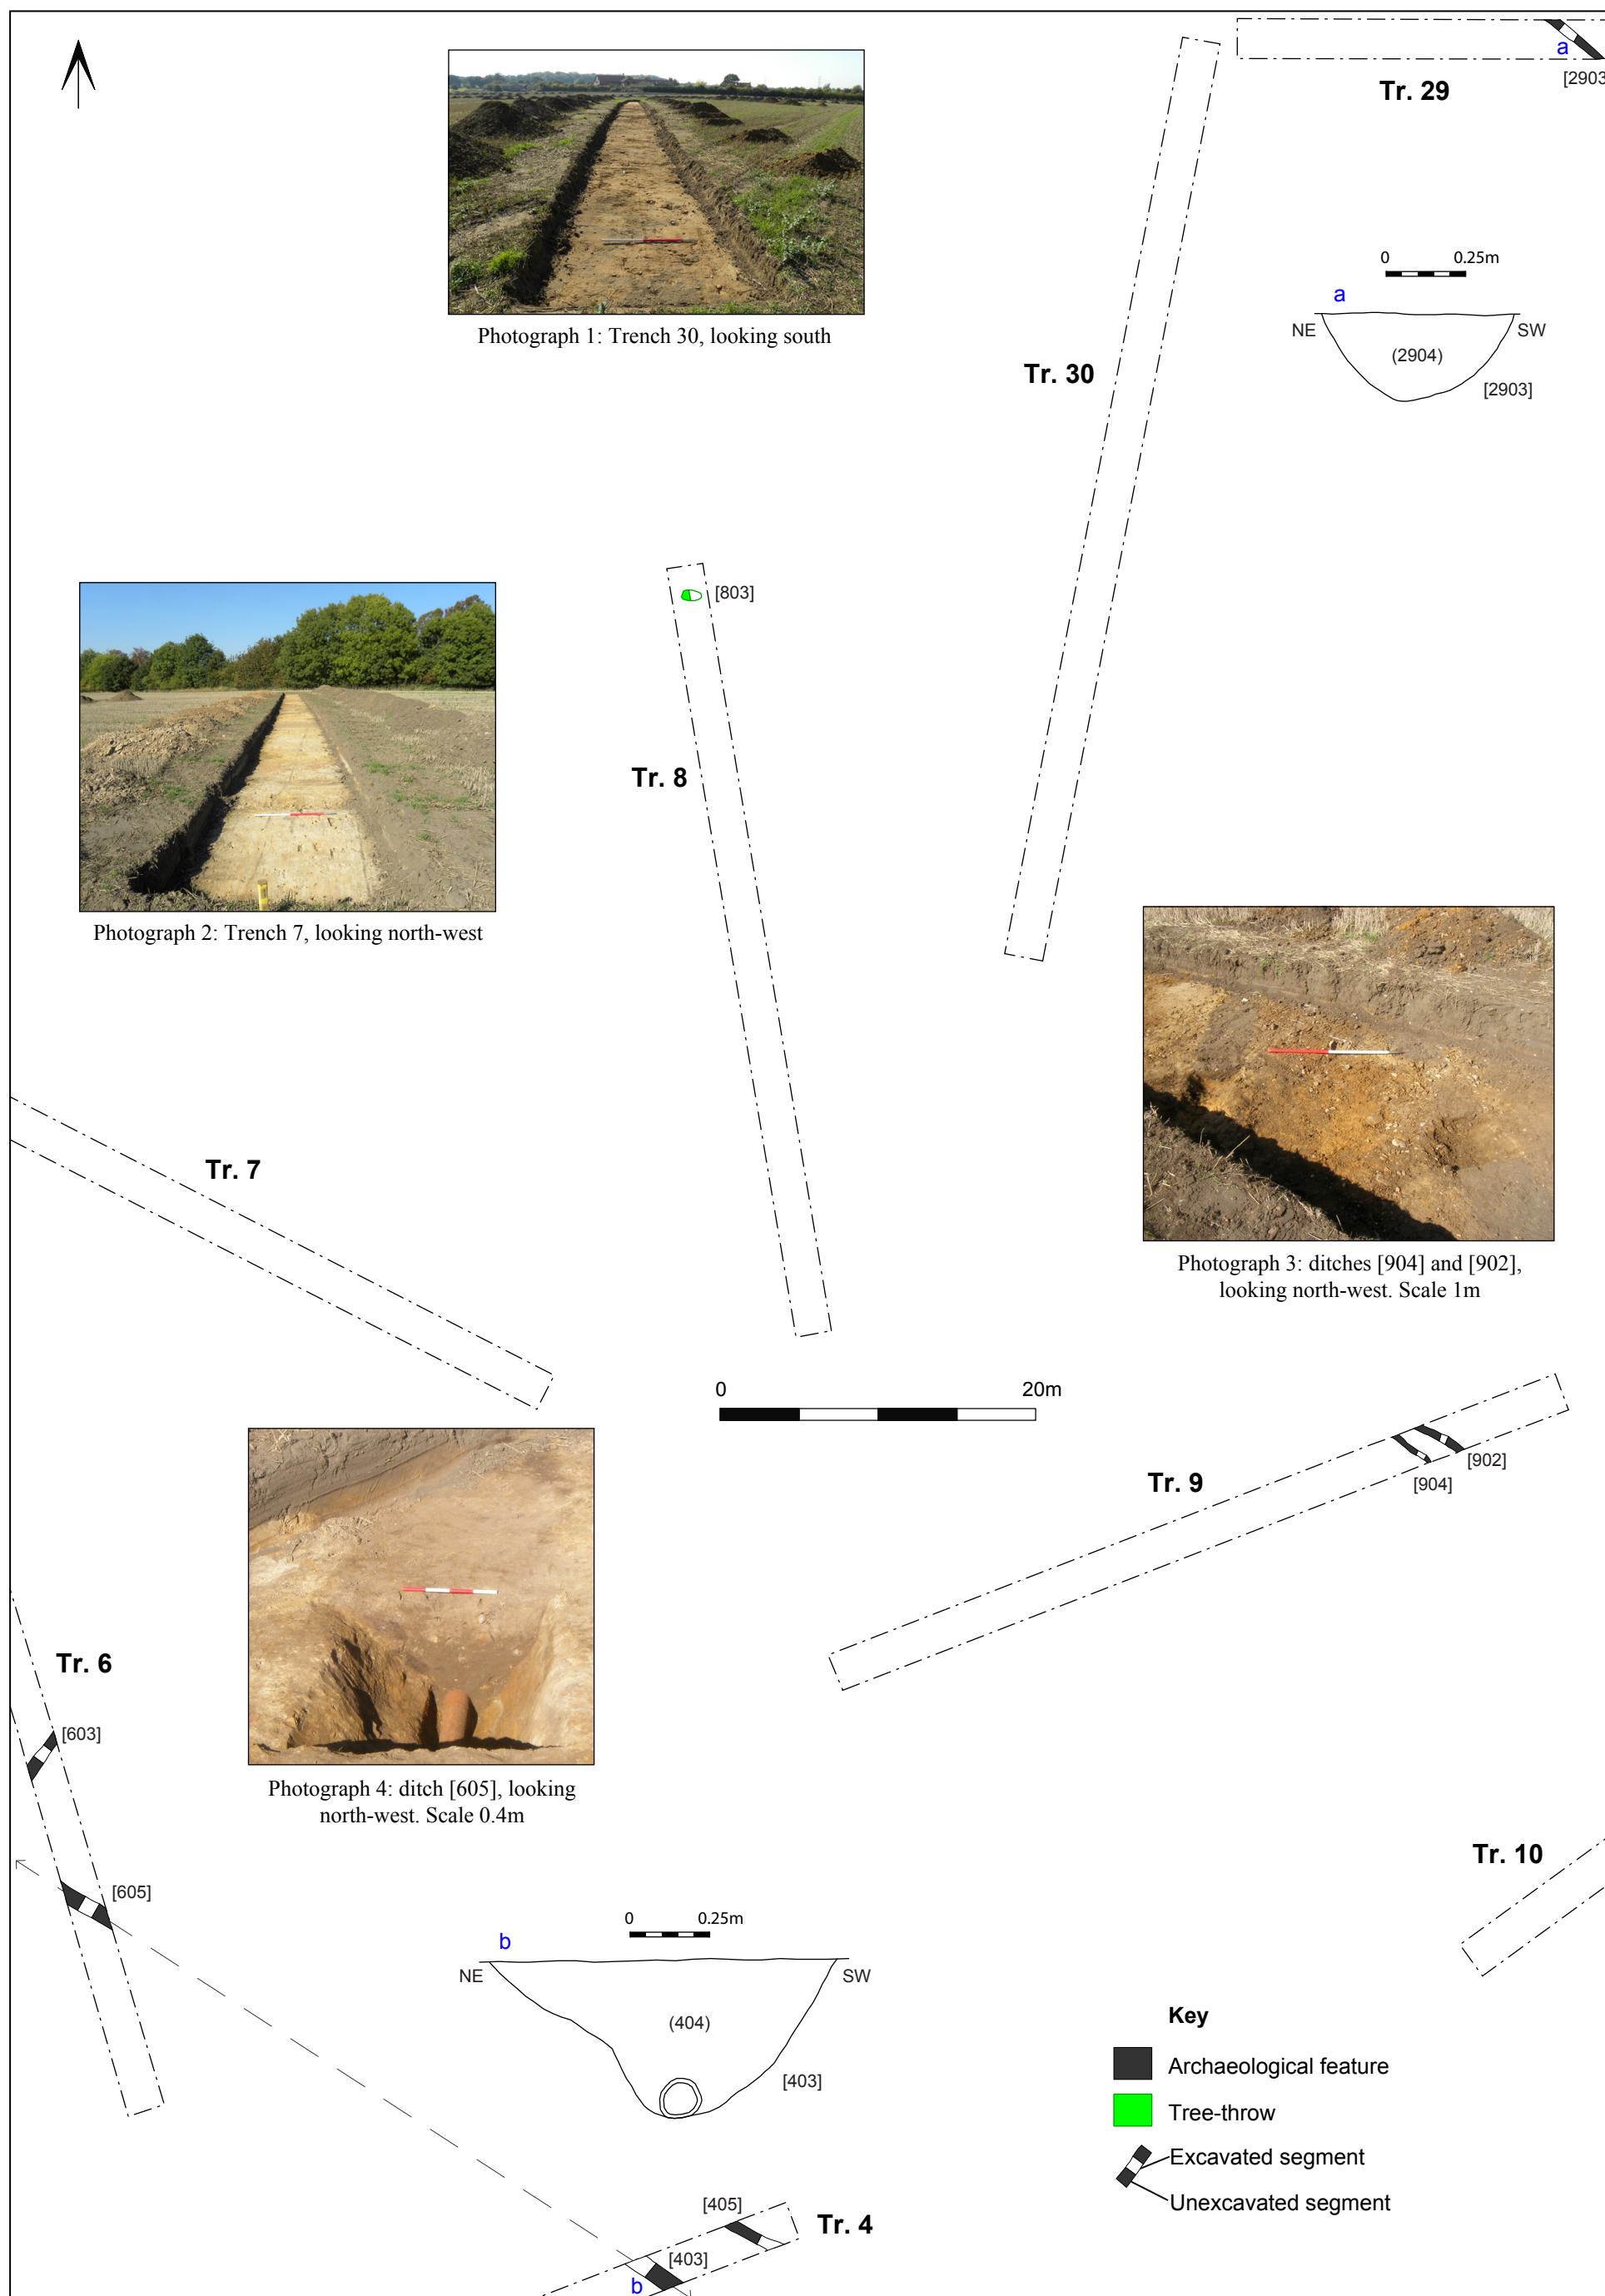 a
Tr. 29
[2903
Photograph 1: Trench 30, looking south
0 0.25m
a
NE
SW
(2904)
[2903]
Tr. 30
[803]
Tr. 8
Photograph 2: Trench 7, looking north-west
Tr. 7
Photograph 3: ditches [904] and [902],
looking north-west. Scale 1m
0 20m
Tr. 9
[902]
[904]
Tr. 6
[603]
Photograph 4: ditch [605], looking
north-west. Scale 0.4m
Tr. 10
[605]
0 0.25m
b
NE
SW
(404)
[403]
Key
Archaeological feature
Tree-throw
Excavated segment
Unexcavated segment
[405]
Tr. 4
[403]
b